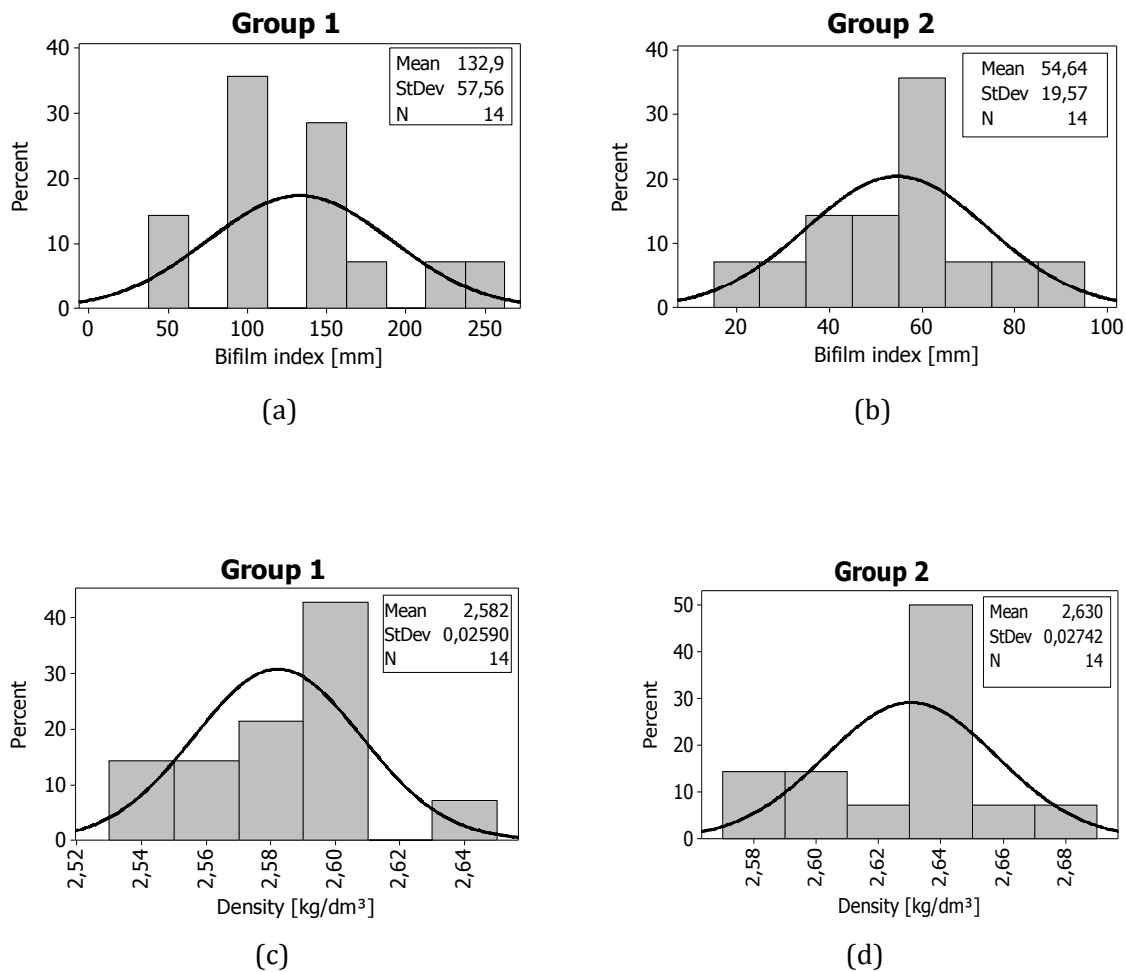 Group 1
Mean 132,9
StDev 57,56
N 14
Percent
40
30
20
10
0
0 50 100 150 200 250
Bifilm index [mm]
(a)
Group 2
Mean 54,64
StDev 19,57
N 14
Percent
40
30
20
10
0
20 40 60 80 100
Bifilm index [mm]
(b)
Group 1
Mean 2,582
StDev 0,02590
N 14
Percent
40
30
20
10
0
2,52 2,54 2,56 2,58 2,60 2,62 2,64
Density [kg/dm³]
(c)
Group 2
Mean 2,630
StDev 0,02742
N 14
Percent
50
40
30
20
10
0
2,58 2,60 2,62 2,64 2,66 2,68
Density [kg/dm³]
(d)